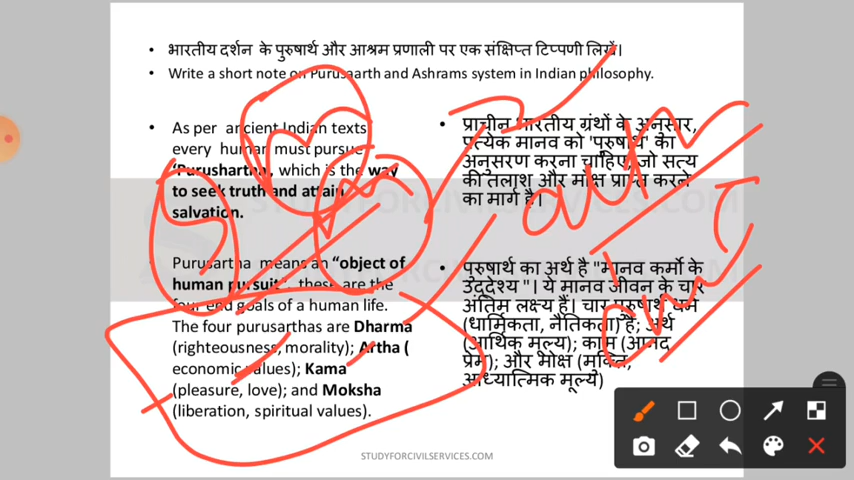 भारतीय दर्शन के पुरुषार्थ और आश्रम प्रणाली पर एक संक्षिप्त टिप्पणी लिखें।
Write a short note on Purusaarth and Ashrams system in Indian philosophy.
As per ancient Indian texts
every human must pursue
'Purushartha, which is the way
to seek truth and attain
salvation.
Purusartha means an "object of
human pursuit". these are the
four end goals of a human life.
The four purusarthas are Dharma
(righteousness, morality); Artha (
economic values); Kama
(pleasure, love); and Moksha
(liberation, spiritual values).
प्राचीन भारतीय ग्रंथों के अनुसार,
प्रत्येक मानव को 'पुरुषार्थ' का
अनुसरण करना चाहिए, जो सत्य
की तलाश और मोक्ष प्राप्त करने
का मार्ग है।
पुरुषार्थ का अर्थ है "मानव कर्मो के
उद्देश्य "। ये मानव जीवन के चार
अंतिम लक्ष्य हैं। चार पुरुषार्थ धर्म
(धार्मिकता, नैतिकता) हैं; अर्थ
(आर्थिक मूल्य); काम (आनंद
प्रेम); और मोक्ष (मुक्ति,
आध्यात्मिक मूल्य)
STUDYFORCIVILSERVICES.COM